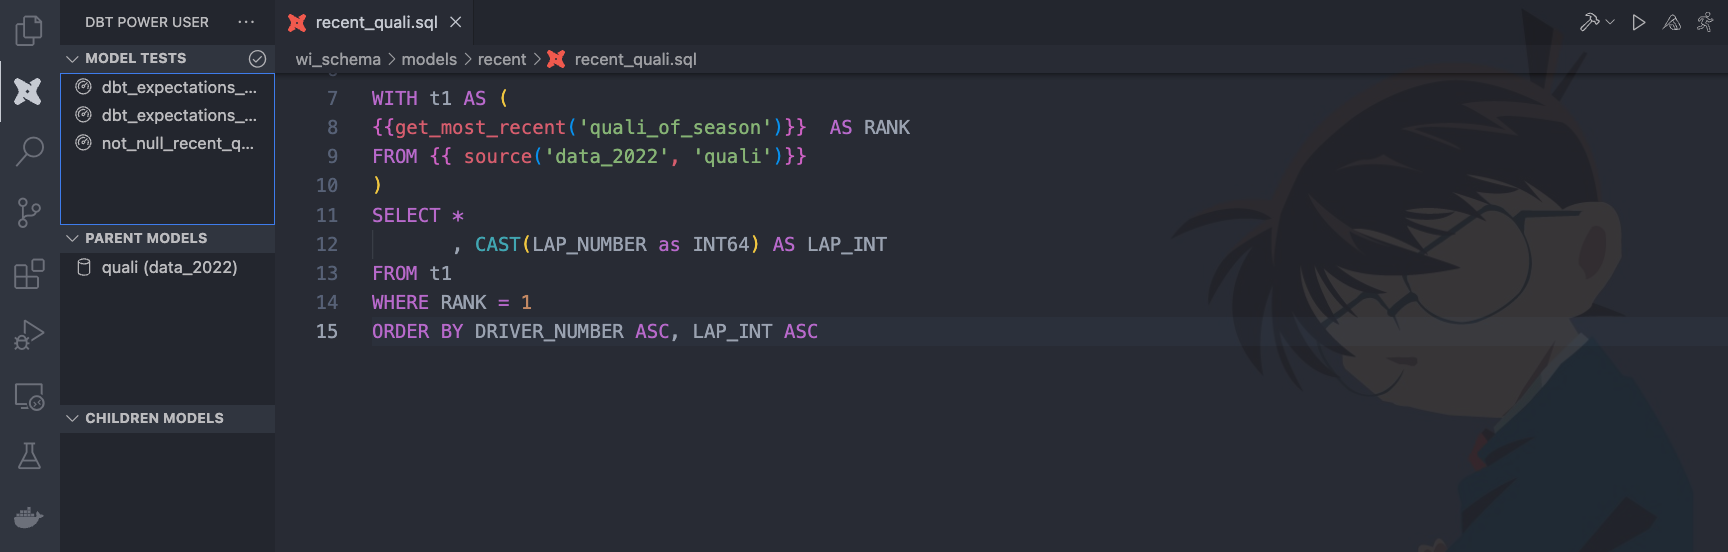 DBT POWER USER ...
recent_quali.sql
MODEL TESTS
dbt_expectations_...
dbt_expectations_...
not_null_recent_q...
PARENT MODELS
quali (data_2022)
CHILDREN MODELS
wi_schema > models > recent > recent_quali.sql
7 WITH t1 AS (
8 {{get_most_recent('quali_of_season')}}  AS RANK
9 FROM {{ source('data_2022', 'quali')}}
10 )
11 SELECT *
12 , CAST(LAP_NUMBER as INT64) AS LAP_INT
13 FROM t1
14 WHERE RANK = 1
15 ORDER BY DRIVER_NUMBER ASC, LAP_INT ASC